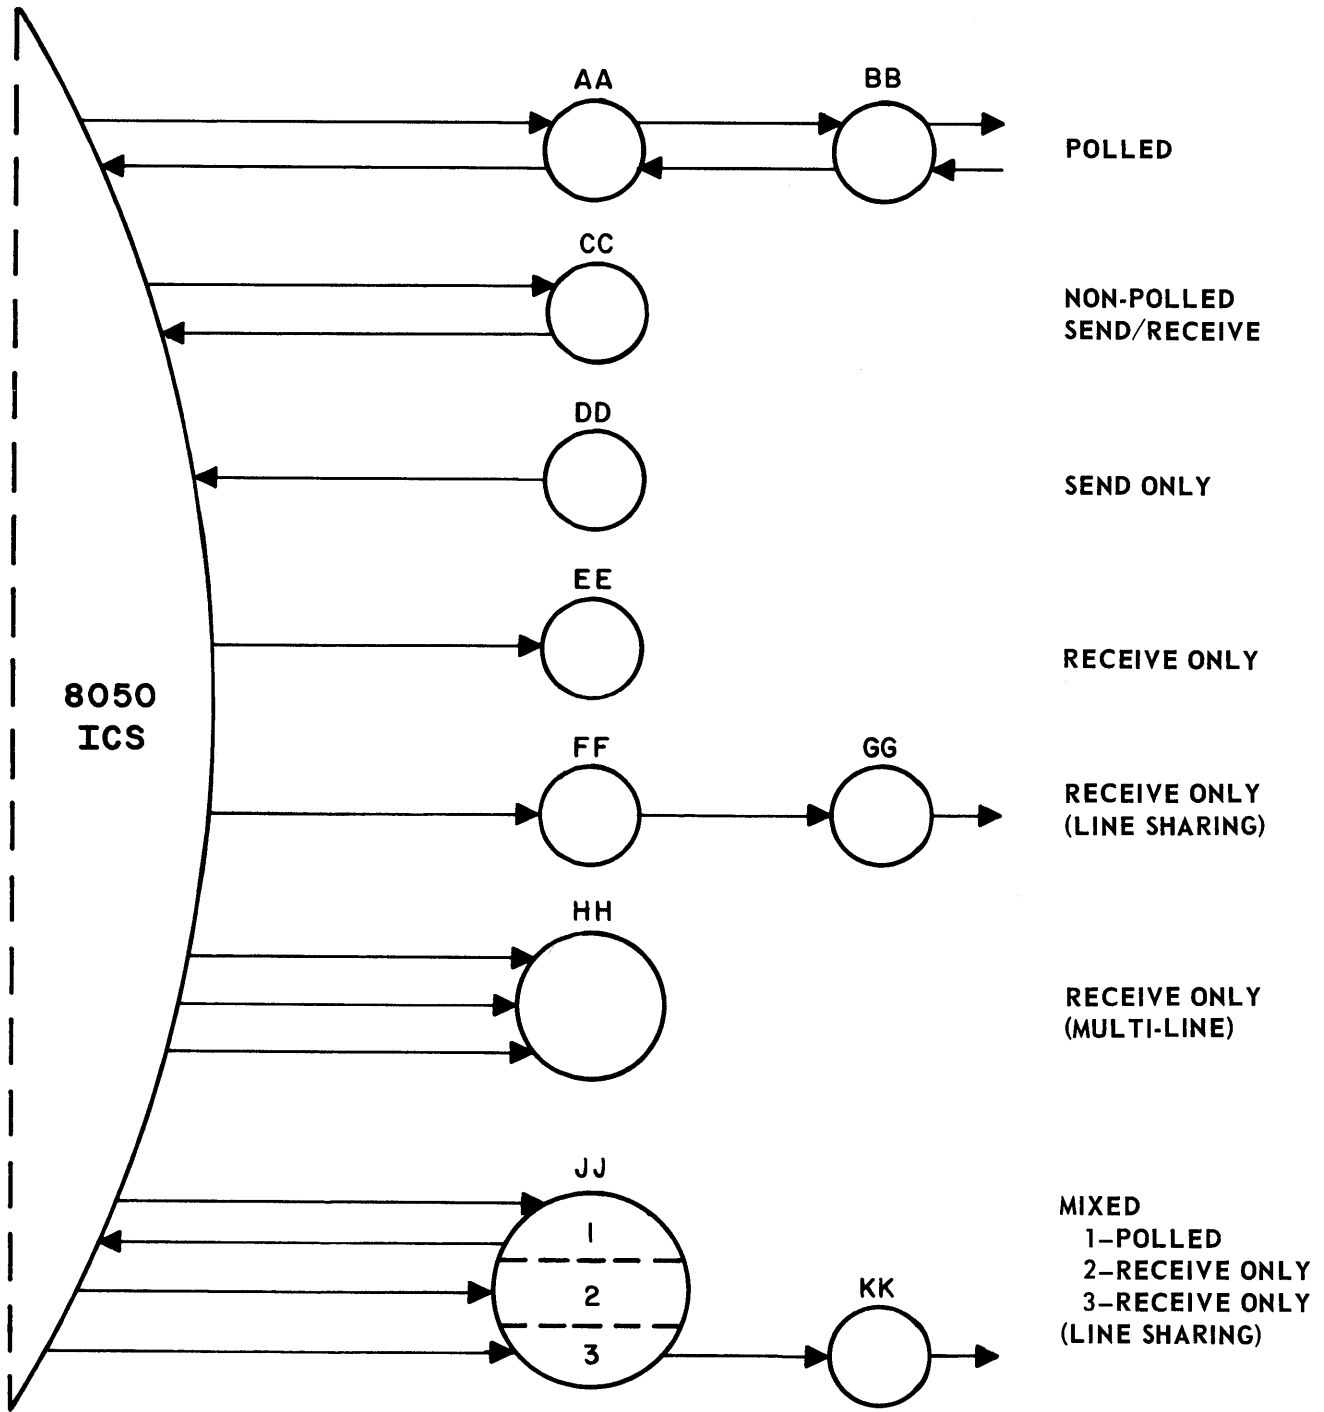 AA
BB
POLLED
CC
NON-POLLED
SEND/RECEIVE
DD
SEND ONLY
EE
RECEIVE ONLY
8050
ICS
FF
GG
RECEIVE ONLY
(LINE SHARING)
HH
RECEIVE ONLY
(MULTI-LINE)
JJ
1
2
3
KK
MIXED
1-POLLED
2-RECEIVE ONLY
3-RECEIVE ONLY
(LINE SHARING)